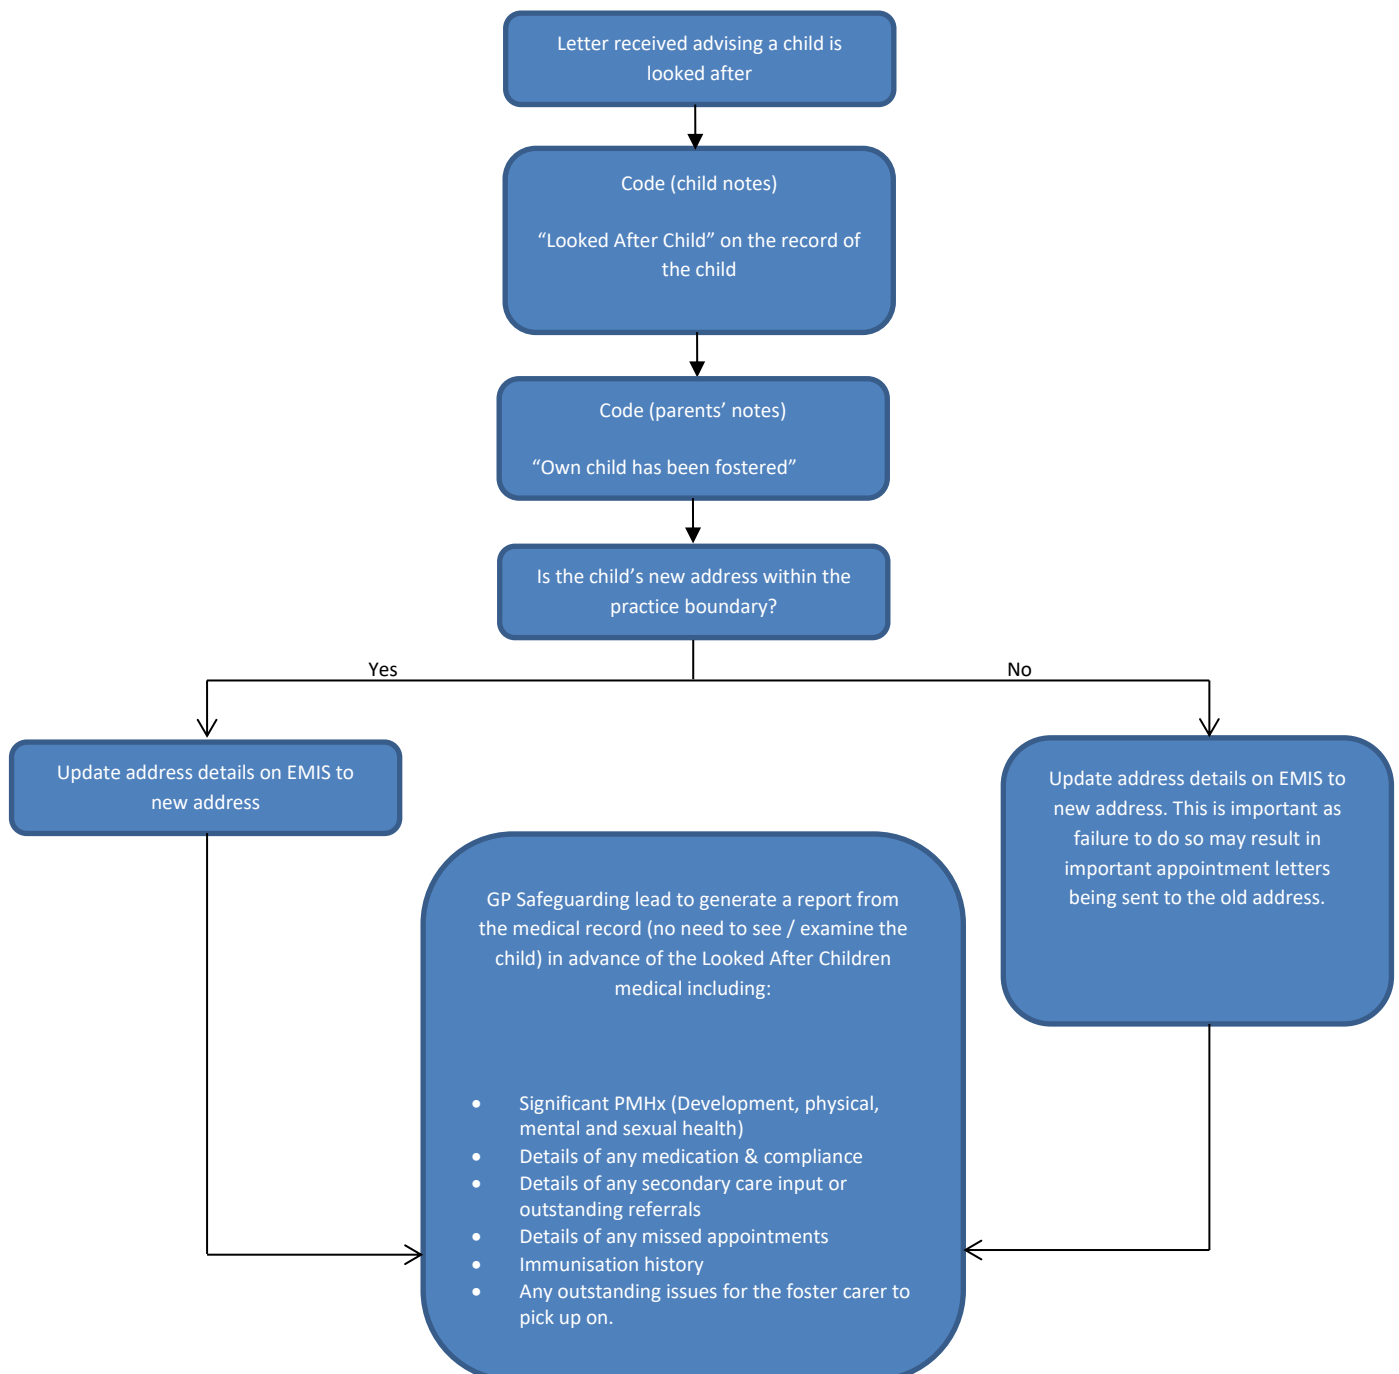 Letter received advising a child is
looked after
Code (child notes)
“Looked After Child” on the record of
the child
Code (parents’ notes)
“Own child has been fostered”
Is the child’s new address within the
practice boundary?
Yes
No
Update address details on EMIS to
new address
Update address details on EMIS to
new address. This is important as
failure to do so may result in
important appointment letters
being sent to the old address.
GP Safeguarding lead to generate a report from
the medical record (no need to see / examine the
child) in advance of the Looked After Children
medical including:
• Significant PMHx (Development, physical,
mental and sexual health)
• Details of any medication & compliance
• Details of any secondary care input or
outstanding referrals
• Details of any missed appointments
• Immunisation history
• Any outstanding issues for the foster carer to
pick up on.